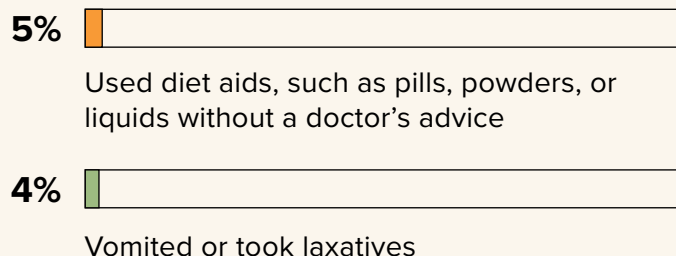 5%
Used diet aids, such as pills, powders, or
liquids without a doctor’s advice
4%
Vomited or took laxatives